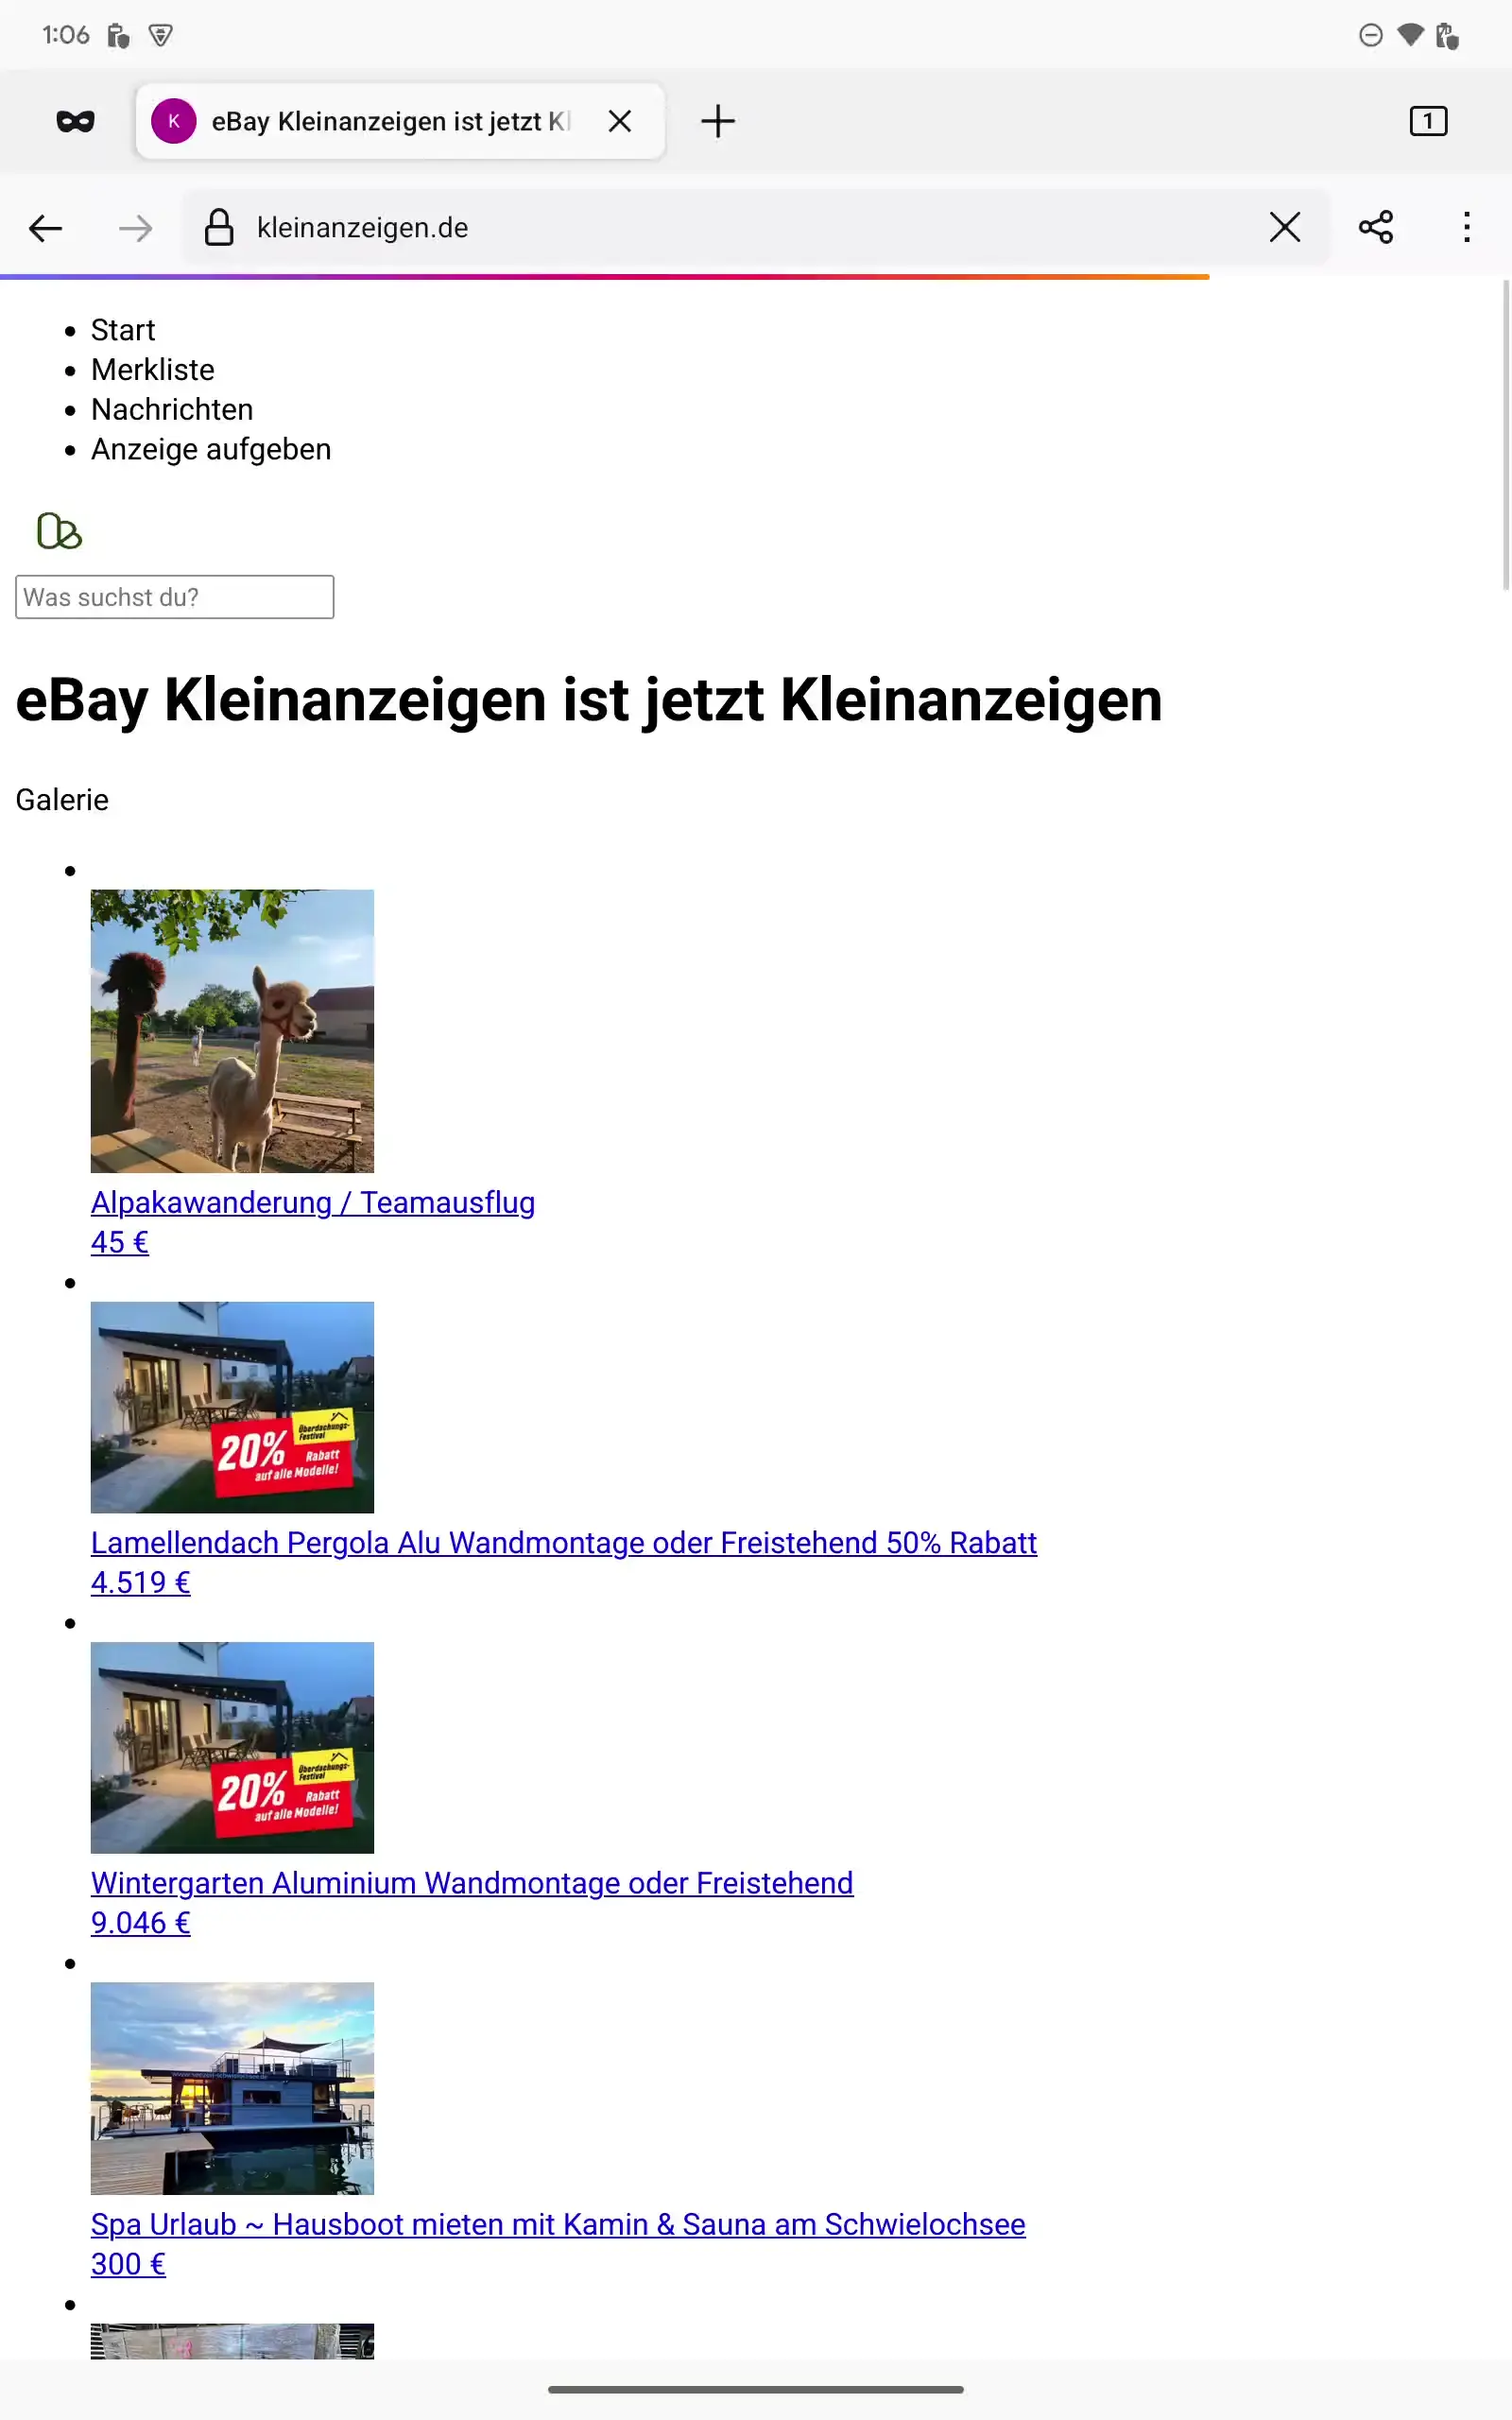 1:06
K
eBay Kleinanzeigen ist jetzt Kl
1
kleinanzeigen.de
Start
Merkliste
Nachrichten
Anzeige aufgeben
Was suchst du?
eBay Kleinanzeigen ist jetzt Kleinanzeigen
Galerie
Alpakawanderung / Teamausflug
45 €
Überdachungs-
Festival
20% Rabatt
auf alle Modelle!
Lamellendach Pergola Alu Wandmontage oder Freistehend 50% Rabatt
4.519 €
Überdachungs-
Festival
20% Rabatt
auf alle Modelle!
Wintergarten Aluminium Wandmontage oder Freistehend
9.046 €
Spa Urlaub ~ Hausboot mieten mit Kamin & Sauna am Schwielochsee
300 €